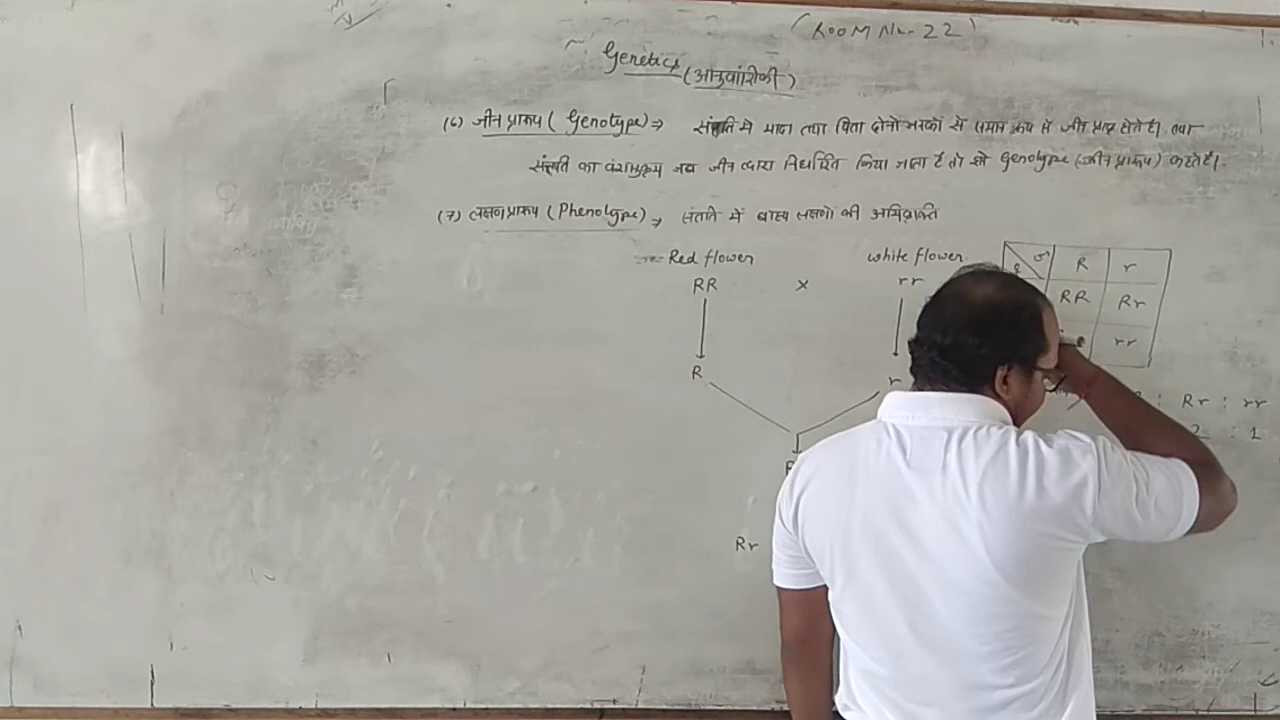 (ROOM No- 22)
Genetics (आनुवांशिकी)
(6) जीन प्रारूप ( Genotype) ⇒ संतति मे माता तथा पिता दोनो जनकों से समान रूप से जीन प्राप्त होते है। तथा
संतति का वंशानुक्रम जब जीन द्वारा निर्धारित किया जाता है तो इसे Genotype (जीन प्रारूप) कहते है।
(7) लक्षण प्रारूप ( Phenotype) → संतति में बाह्य लक्षणो की अभिव्यक्ति
Red flower white flower
RR x rr
R r
Rr
♀ ♂ R r
RR Rr
rr
: Rr : rr
2 : 1